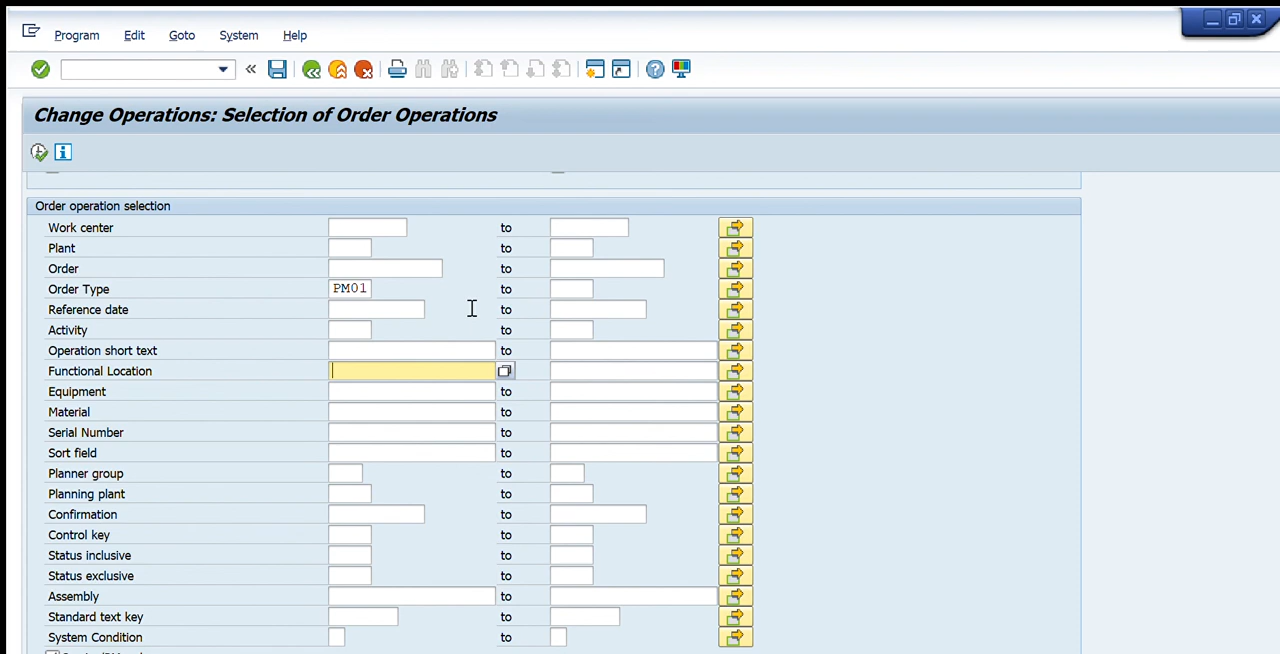 Program Edit Goto System Help
Change Operations: Selection of Order Operations
Order operation selection
Work center to
Plant to
Order to
Order Type PM01 to
Reference date to
Activity to
Operation short text to
Functional Location to
Equipment to
Material to
Serial Number to
Sort field to
Planner group to
Planning plant to
Confirmation to
Control key to
Status inclusive to
Status exclusive to
Assembly to
Standard text key to
System Condition to